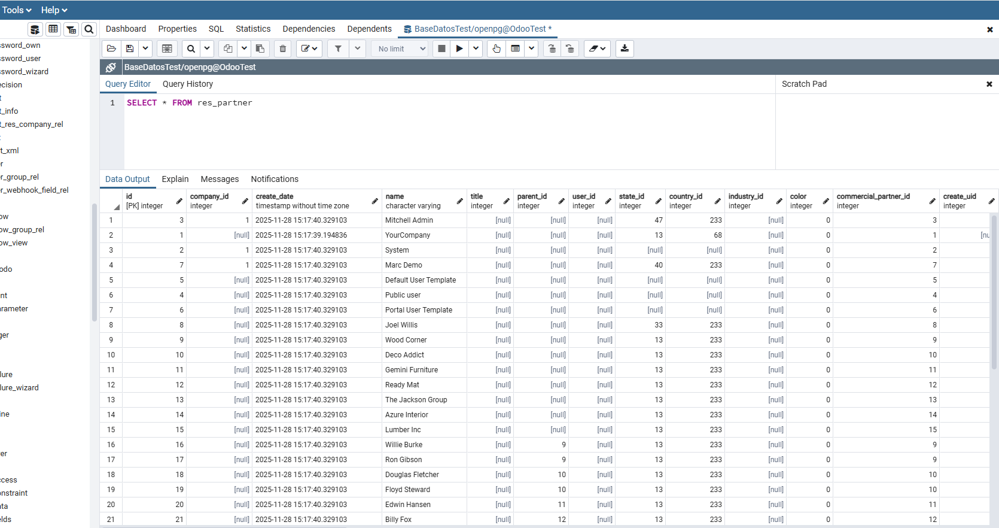 Tools Help
Dashboard Properties SQL Statistics Dependencies Dependents BaseDatosTest/openpg@OdooTest *
No limit
BaseDatosTest/openpg@OdooTest
Query Editor Query History Scratch Pad
1 SELECT * FROM res_partner
ssword_own
ssword_user
ssword_wizard
ecision
t
t_info
t_res_company_rel
t_xml
er
er_group_rel
er_webhook_field_rel
ow
ow_group_rel
ow_view
odo
nt
arameter
ger
lure
lure_wizard
ine
er
ccess
onstraint
ata
elds
Data Output Explain Messages Notifications
id company_id create_date name title parent_id user_id state_id country_id industry_id color commercial_partner_id create_uid
[PK] integer integer timestamp without time zone character varying integer integer integer integer integer integer integer integer integer
1 3 1 2025-11-28 15:17:40.329103 Mitchell Admin [null] [null] [null] 47 233 [null] 0 3
2 1 [null] 2025-11-28 15:17:39.194836 YourCompany [null] [null] [null] 13 68 [null] 0 1 [nu
3 2 1 2025-11-28 15:17:40.329103 System [null] [null] [null] [null] [null] [null] 0 2
4 7 1 2025-11-28 15:17:40.329103 Marc Demo [null] [null] [null] 40 233 [null] 0 7
5 5 [null] 2025-11-28 15:17:40.329103 Default User Template [null] [null] [null] [null] [null] [null] 0 5
6 4 [null] 2025-11-28 15:17:40.329103 Public user [null] [null] [null] [null] [null] [null] 0 4
7 6 [null] 2025-11-28 15:17:40.329103 Portal User Template [null] [null] [null] [null] [null] [null] 0 6
8 8 [null] 2025-11-28 15:17:40.329103 Joel Willis [null] [null] [null] 33 233 [null] 0 8
9 9 [null] 2025-11-28 15:17:40.329103 Wood Corner [null] [null] [null] 13 233 [null] 0 9
10 10 [null] 2025-11-28 15:17:40.329103 Deco Addict [null] [null] [null] 13 233 [null] 0 10
11 11 [null] 2025-11-28 15:17:40.329103 Gemini Furniture [null] [null] [null] 13 233 [null] 0 11
12 12 [null] 2025-11-28 15:17:40.329103 Ready Mat [null] [null] [null] 13 233 [null] 0 12
13 13 [null] 2025-11-28 15:17:40.329103 The Jackson Group [null] [null] [null] 13 233 [null] 0 13
14 14 [null] 2025-11-28 15:17:40.329103 Azure Interior [null] [null] [null] 13 233 [null] 0 14
15 15 [null] 2025-11-28 15:17:40.329103 Lumber Inc [null] [null] [null] 13 233 [null] 0 15
16 16 [null] 2025-11-28 15:17:40.329103 Willie Burke [null] 9 [null] 13 233 [null] 0 9
17 17 [null] 2025-11-28 15:17:40.329103 Ron Gibson [null] 9 [null] 13 233 [null] 0 9
18 18 [null] 2025-11-28 15:17:40.329103 Douglas Fletcher [null] 10 [null] 13 233 [null] 0 10
19 19 [null] 2025-11-28 15:17:40.329103 Floyd Steward [null] 10 [null] 13 233 [null] 0 10
20 20 [null] 2025-11-28 15:17:40.329103 Edwin Hansen [null] 11 [null] 13 233 [null] 0 11
21 21 [null] 2025-11-28 15:17:40.329103 Billy Fox [null] 12 [null] 13 233 [null] 0 12